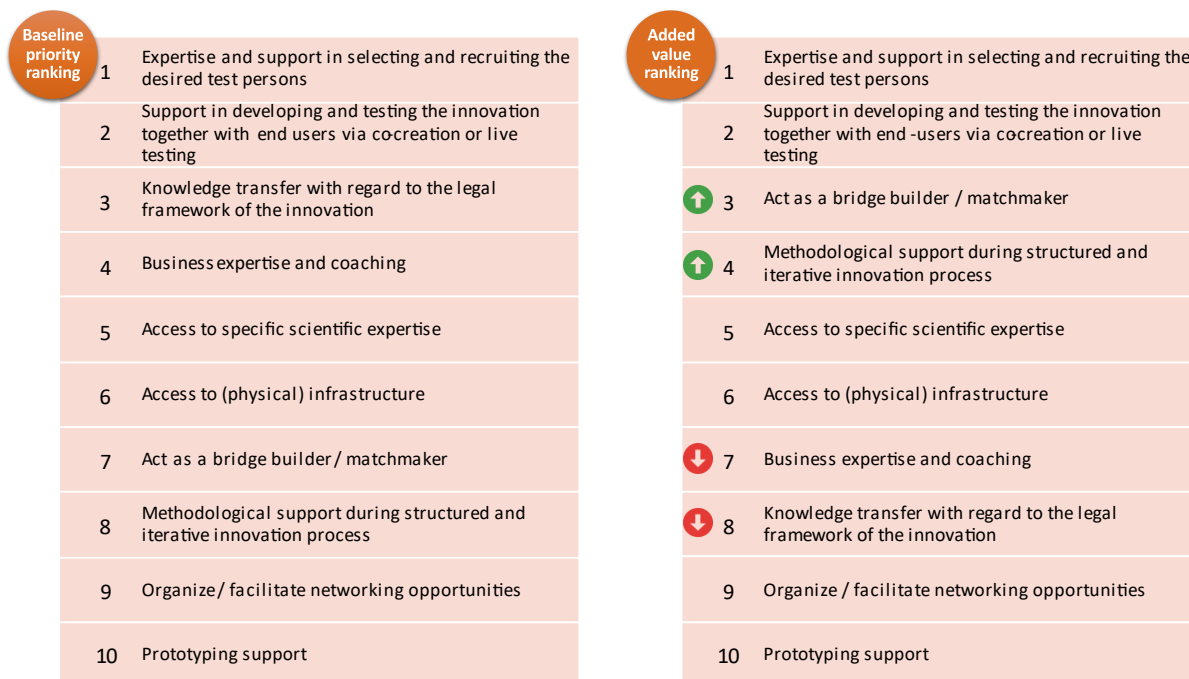 Baseline
priority
ranking
1
Expertise and support in selecting and recruiting the
desired test persons
2
Support in developing and testing the innovation
together with end users via cocreation or live
testing
3
Knowledge transfer with regard to the legal
framework of the innovation
4
Business expertise and coaching
5
Access to specific scientific expertise
6
Access to (physical) infrastructure
7
Act as a bridge builder / matchmaker
8
Methodological support during structured and
iterative innovation process
9
Organize / facilitate networking opportunities
10
Prototyping support
Added
value
ranking
1
Expertise and support in selecting and recruiting the
desired test persons
2
Support in developing and testing the innovation
together with end -users via cocreation or live
testing
3
Act as a bridge builder / matchmaker
4
Methodological support during structured and
iterative innovation process
5
Access to specific scientific expertise
6
Access to (physical) infrastructure
7
Business expertise and coaching
8
Knowledge transfer with regard to the legal
framework of the innovation
9
Organize / facilitate networking opportunities
10
Prototyping support